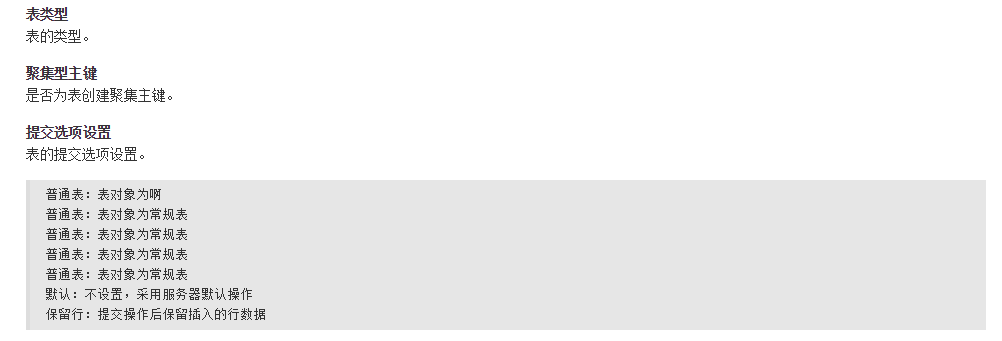 表类型
表的类型。
聚集型主键
是否为表创建聚集主键。
提交选项设置
表的提交选项设置。
普通表：表对象为啊
普通表：表对象为常规表
普通表：表对象为常规表
普通表：表对象为常规表
普通表：表对象为常规表
默认：不设置，采用服务器默认操作
保留行：提交操作后保留插入的行数据